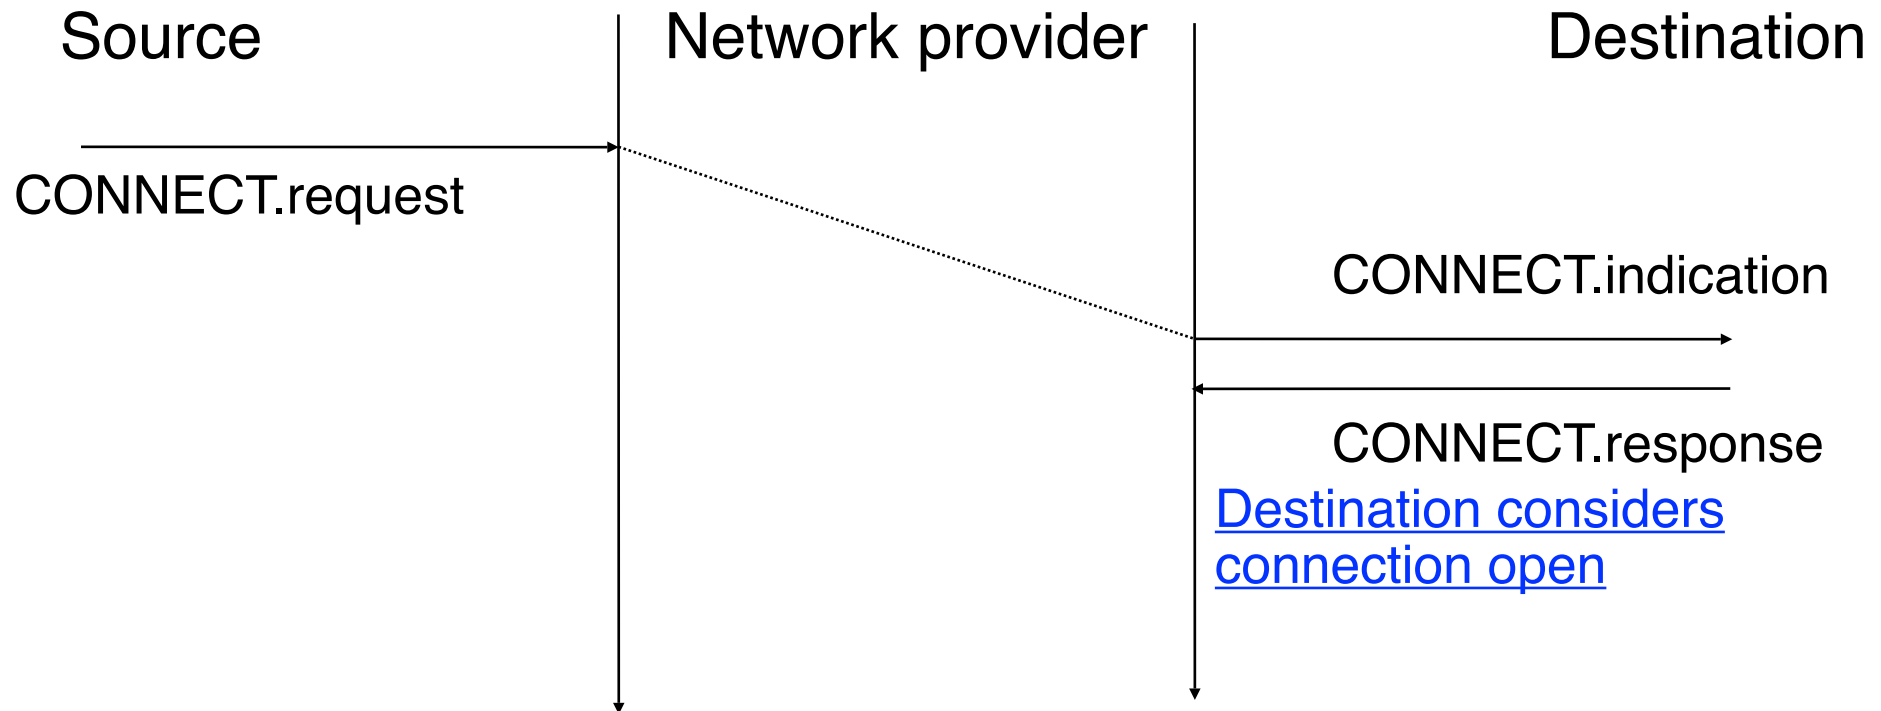 Source
Network provider
Destination
CONNECT.request
CONNECT.indication
CONNECT.response
Destination considers
connection open